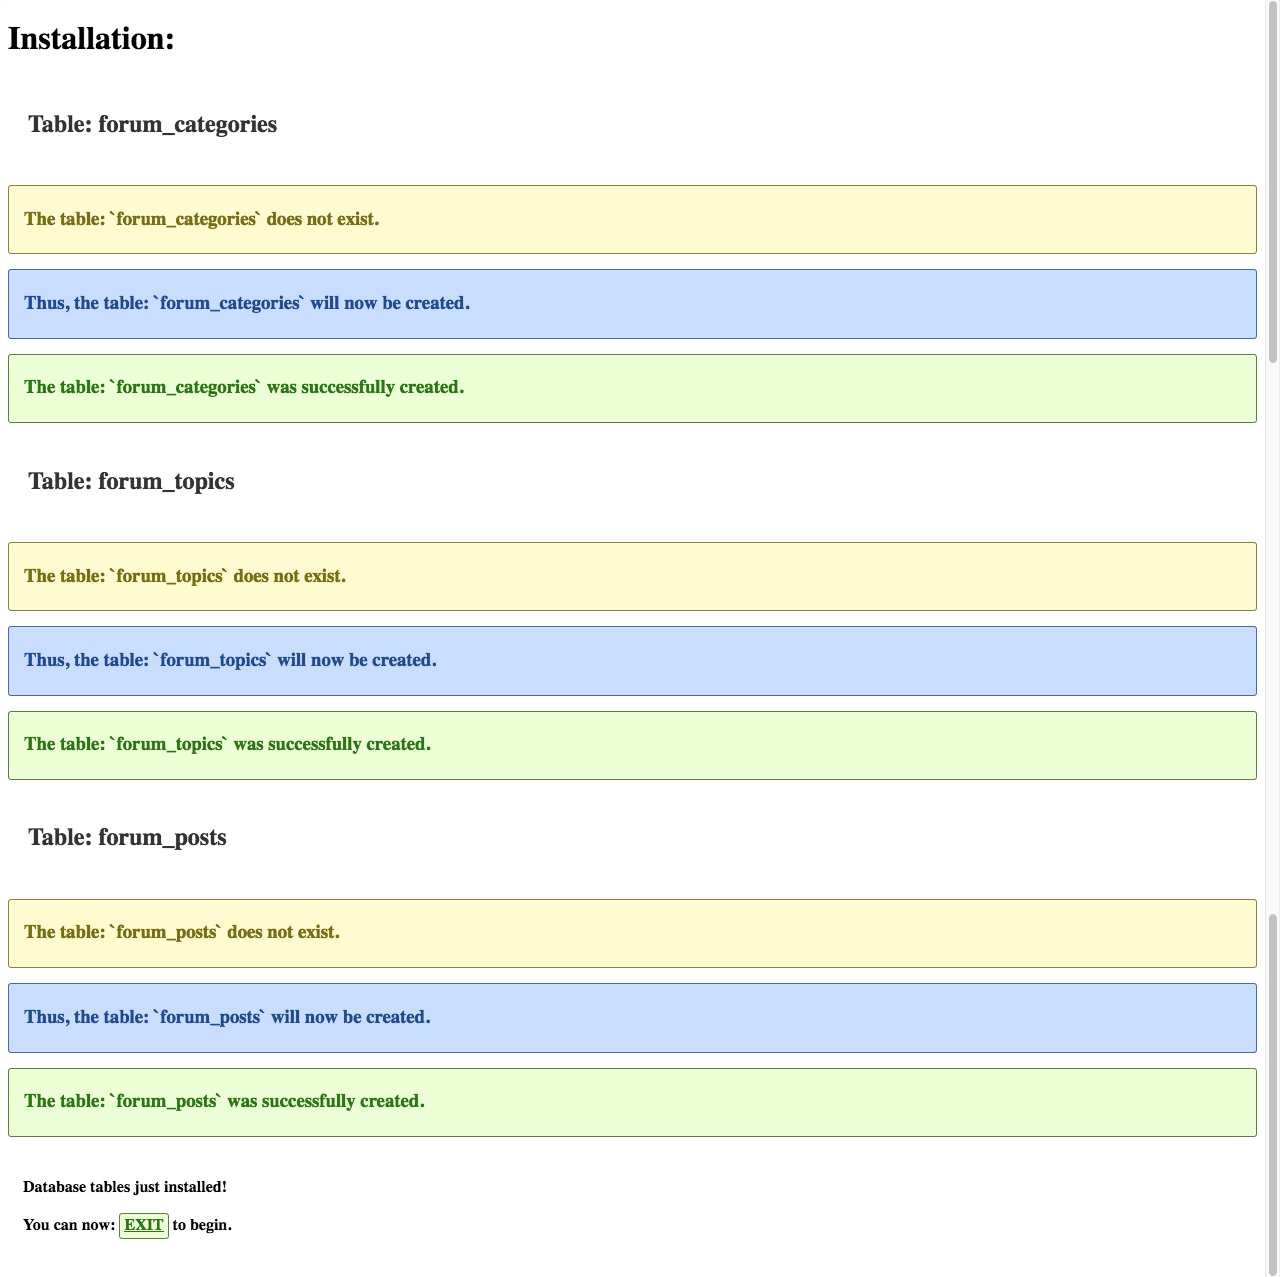 Installation:
Table: forum_categories
The table: `forum_categories` does not exist.
Thus, the table: `forum_categories` will now be created.
The table: `forum_categories` was successfully created.
Table: forum_topics
The table: `forum_topics` does not exist.
Thus, the table: `forum_topics` will now be created.
The table: `forum_topics` was successfully created.
Table: forum_posts
The table: `forum_posts` does not exist.
Thus, the table: `forum_posts` will now be created.
The table: `forum_posts` was successfully created.
Database tables just installed!
You can now: EXIT to begin.